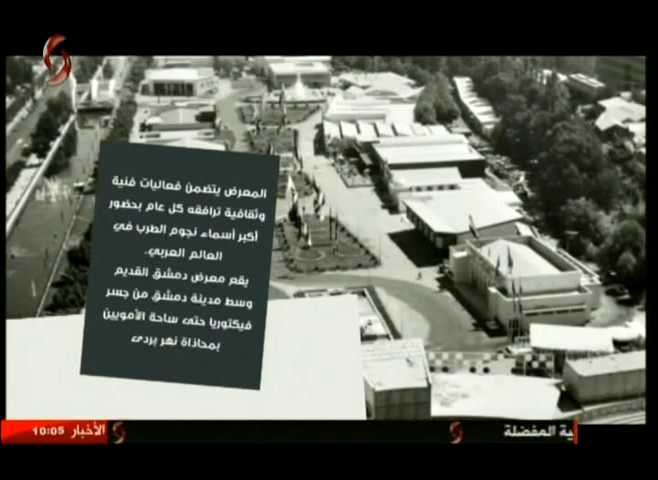 المعرض يتضمن فعاليات فنية
وثقافية ترافقه كل عام بحضور
أكبر أسماء نجوم الطرب في
العالم العربي.
يقع معرض دمشق القديم
وسط مدينة دمشق من جسر
فيكتوريا حتى ساحة الأمويين
بمحاذاة نهر بردى
الأخبار 10:05
ية المفضلة